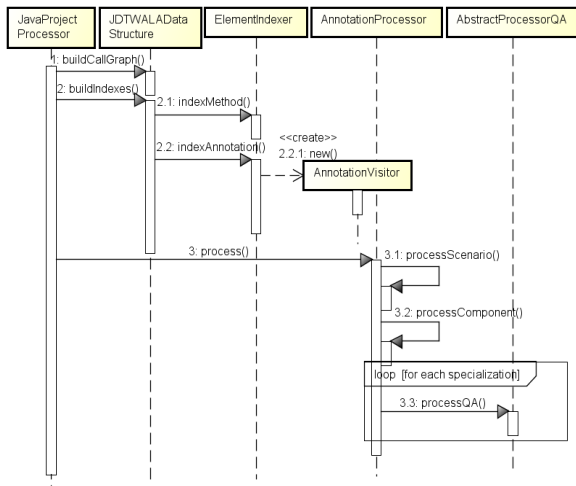 JavaProject
Processor
JDTWALAData
Structure
ElementIndexer
AnnotationProcessor
AbstractProcessorQA
1: buildCallGraph()
2: buildIndexes()
2.1: indexMethod()
<<create>>
2.2: indexAnnotation()
2.2.1: new()
AnnotationVisitor
3: process()
3.1: processScenario()
3.2: processComponent()
loop [for each specialization]
3.3: processQA()